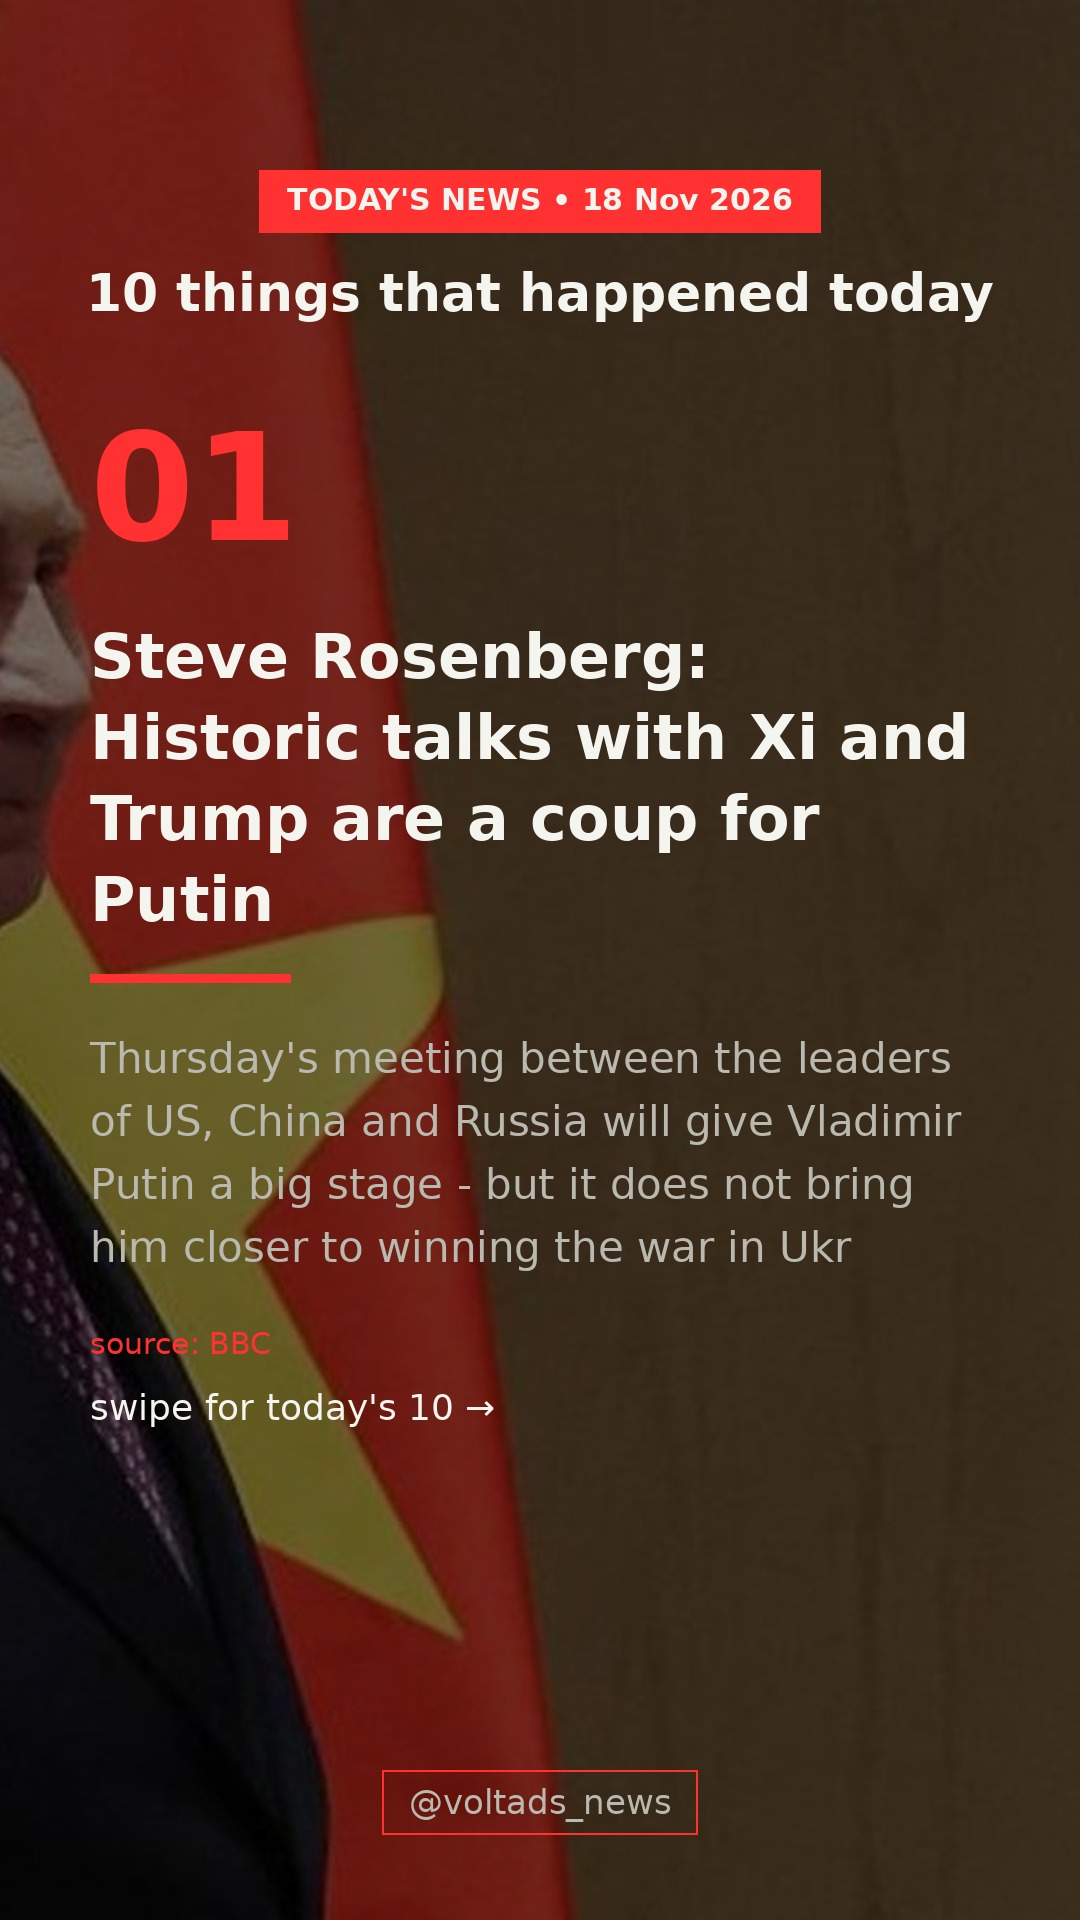 TODAY'S NEWS • 18 Nov 2026
10 things that happened today
01
Steve Rosenberg:
Historic talks with Xi and
Trump are a coup for
Putin
Thursday's meeting between the leaders
of US, China and Russia will give Vladimir
Putin a big stage - but it does not bring
him closer to winning the war in Ukr
source: BBC
swipe for today's 10 →
@voltads_news